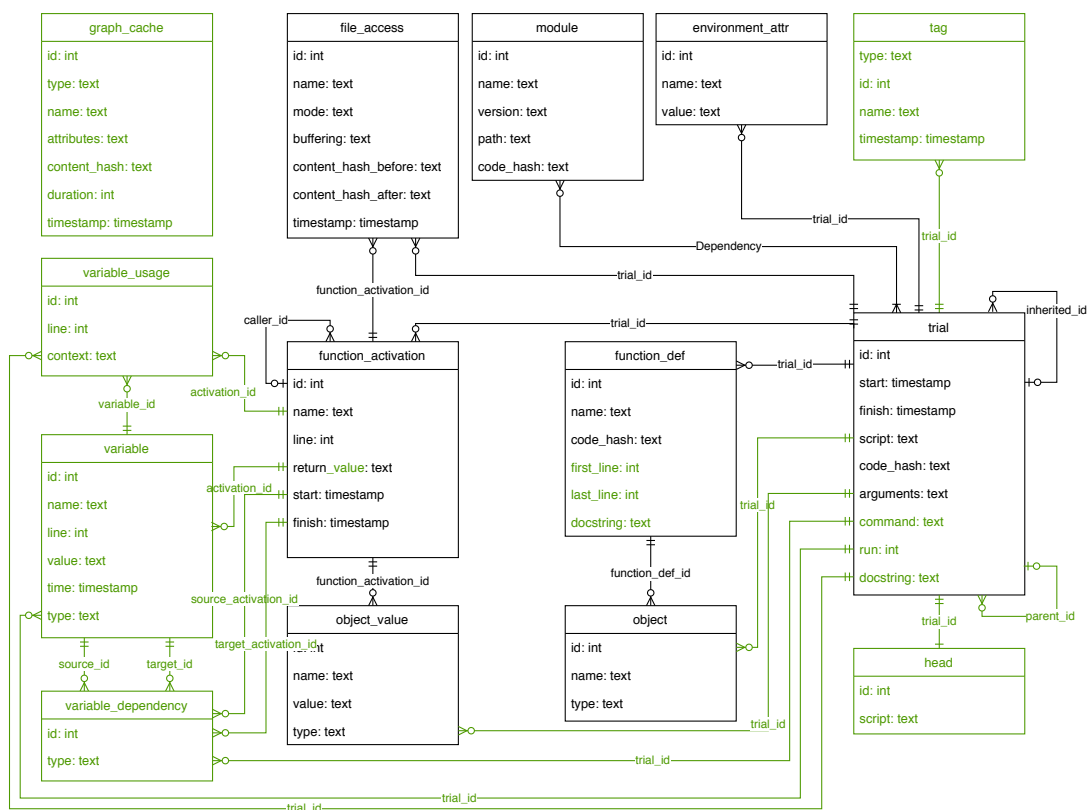 graph_cache
id: int
type: text
name: text
attributes: text
content_hash: text
duration: int
timestamp: timestamp
file_access
id: int
name: text
mode: text
buffering: text
content_hash_before: text
content_hash_after: text
timestamp: timestamp
module
id: int
name: text
version: text
path: text
code_hash: text
environment_attr
id: int
name: text
value: text
tag
type: text
id: int
name: text
timestamp: timestamp
trial_id
trial_id
Dependency
trial_id
function_activation_id
caller_id
trial_id
inherited_id
variable_usage
id: int
line: int
context: text
variable_id
activation_id
function_activation
id: int
name: text
line: int
return_value: text
start: timestamp
finish: timestamp
function_def
id: int
name: text
code_hash: text
first_line: int
last_line: int
docstring: text
trial_id
trial
id: int
start: timestamp
finish: timestamp
script: text
code_hash: text
arguments: text
command: text
run: int
docstring: text
variable
id: int
name: text
line: int
value: text
time: timestamp
type: text
activation_id
trial_id
function_activation_id
function_def_id
source_activation_id
target_activation_id
parent_id
trial_id
source_id
target_id
object_value
id: int
name: text
value: text
type: text
object
id: int
name: text
type: text
head
id: int
script: text
variable_dependency
id: int
type: text
trial_id
trial_id
trial_id
trial_id